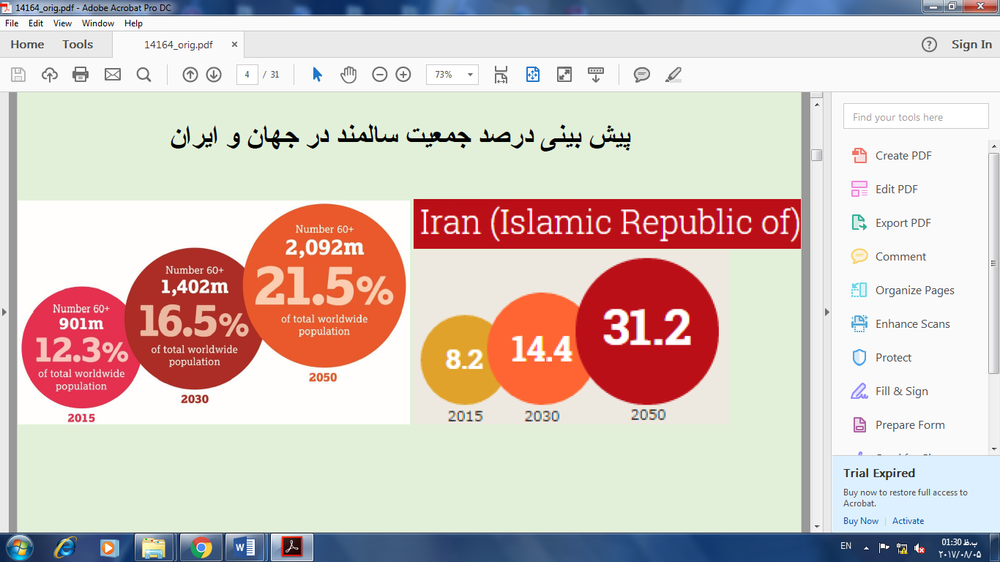 14164_orig.pdf - Adobe Acrobat Pro DC
File Edit View Window Help
Home Tools 14164_orig.pdf × Sign In
4 / 31 73%
پیش بینی درصد جمعیت سالمند در جهان و ایران
Number 60+
901m
12.3%
of total worldwide
population
2015
Number 60+
1,402m
16.5%
of total worldwide
population
2030
Number 60+
2,092m
21.5%
of total worldwide
population
2050
Iran (Islamic Republic of)
8.2
2015
14.4
2030
31.2
2050
Find your tools here
Create PDF
Edit PDF
Export PDF
Comment
Organize Pages
Enhance Scans
Protect
Fill & Sign
Prepare Form
Trial Expired
Buy now to restore full access to
Acrobat.
Buy Now | Activate
EN
01:30 ب.ظ
۲۰۱۷/۰۸/۰۵